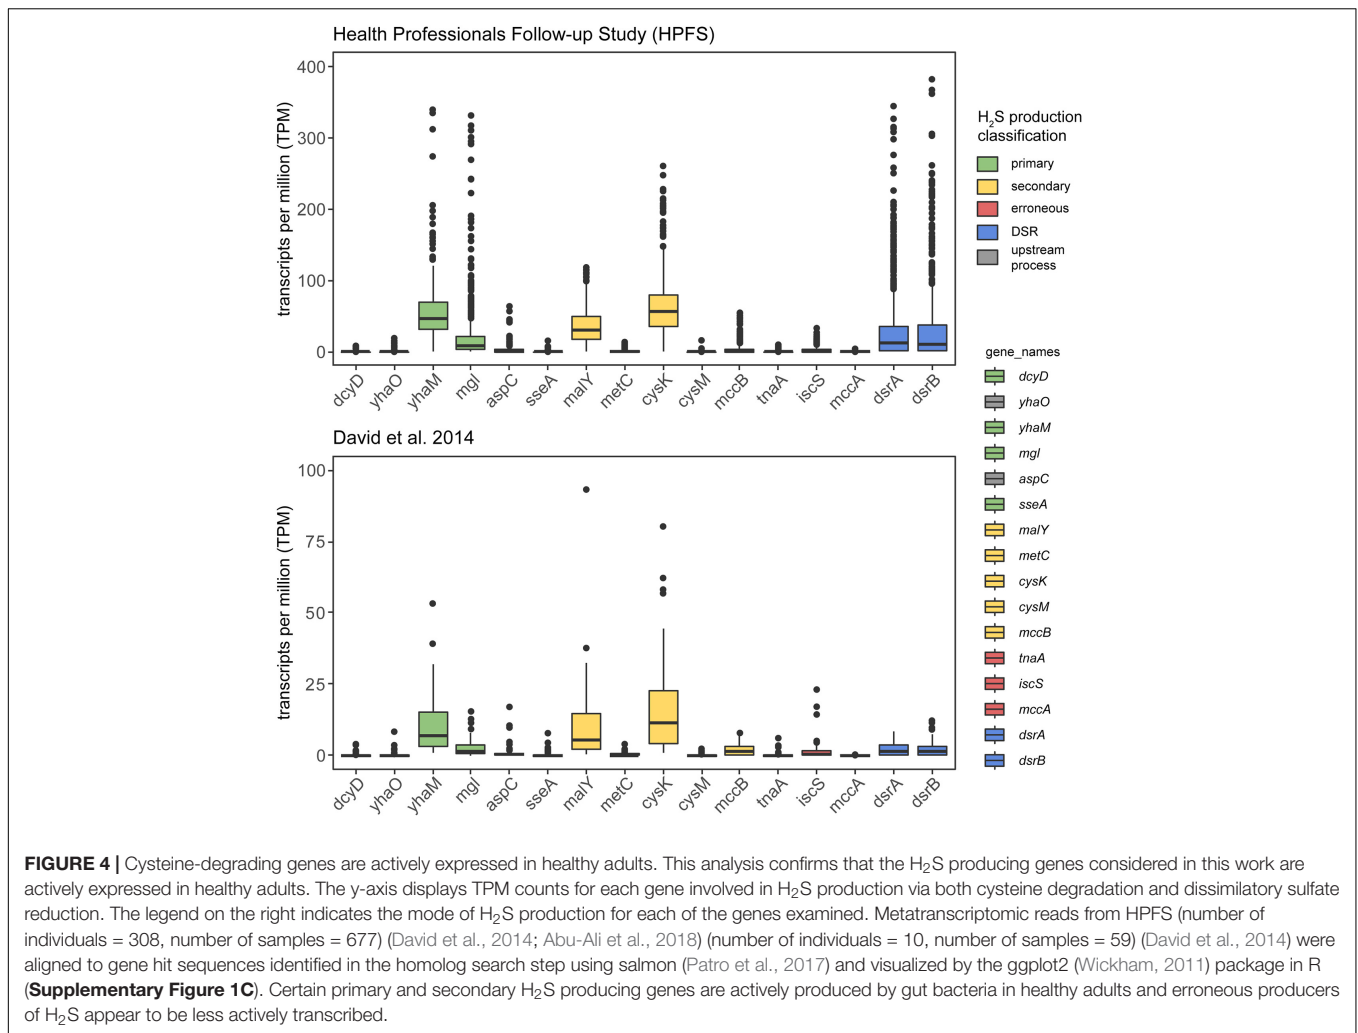 Health Professionals Follow-up Study (HPFS)
transcripts per million (TPM)
400
300
200
100
0
dcyD
yhaO
yhaM
mgl
aspC
sseA
malY
metC
cysK
cysM
mccB
tnaA
iscS
mccA
dsrA
dsrB
H₂S production
classification
primary
secondary
erroneous
DSR
upstream
process
David et al. 2014
transcripts per million (TPM)
100
75
50
25
0
dcyD
yhaO
yhaM
mgl
aspC
sseA
malY
metC
cysK
cysM
mccB
tnaA
iscS
mccA
dsrA
dsrB
gene_names
dcyD
yhaO
yhaM
mgl
aspC
sseA
malY
metC
cysK
cysM
mccB
tnaA
iscS
mccA
dsrA
dsrB
FIGURE 4 | Cysteine-degrading genes are actively expressed in healthy adults. This analysis confirms that the H₂S producing genes considered in this work are
actively expressed in healthy adults. The y-axis displays TPM counts for each gene involved in H₂S production via both cysteine degradation and dissimilatory sulfate
reduction. The legend on the right indicates the mode of H₂S production for each of the genes examined. Metatranscriptomic reads from HPFS (number of
individuals = 308, number of samples = 677) (David et al., 2014; Abu-Ali et al., 2018) (number of individuals = 10, number of samples = 59) (David et al., 2014) were
aligned to gene hit sequences identified in the homolog search step using salmon (Patro et al., 2017) and visualized by the ggplot2 (Wickham, 2011) package in R
(Supplementary Figure 1C). Certain primary and secondary H₂S producing genes are actively produced by gut bacteria in healthy adults and erroneous producers
of H₂S appear to be less actively transcribed.